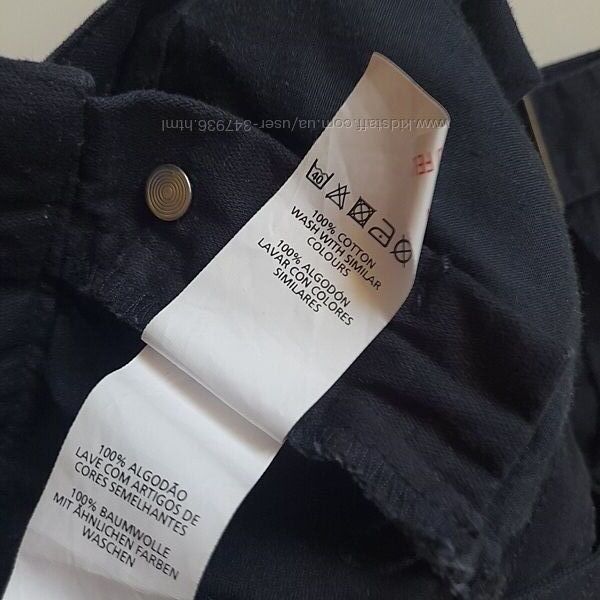 www.kidstaff.com.ua/user-347936.html
40
100% COTTON
WASH WITH SIMILAR
COLOURS
100% ALGODÓN
LAVAR CON COLORES
SIMILARES
100% ALGODÃO
LAVE COM ARTIGOS DE
CORES SEMELHANTES
100% BAUMWOLLE
MIT ÄHNLICHEN FARBEN
WASCHEN